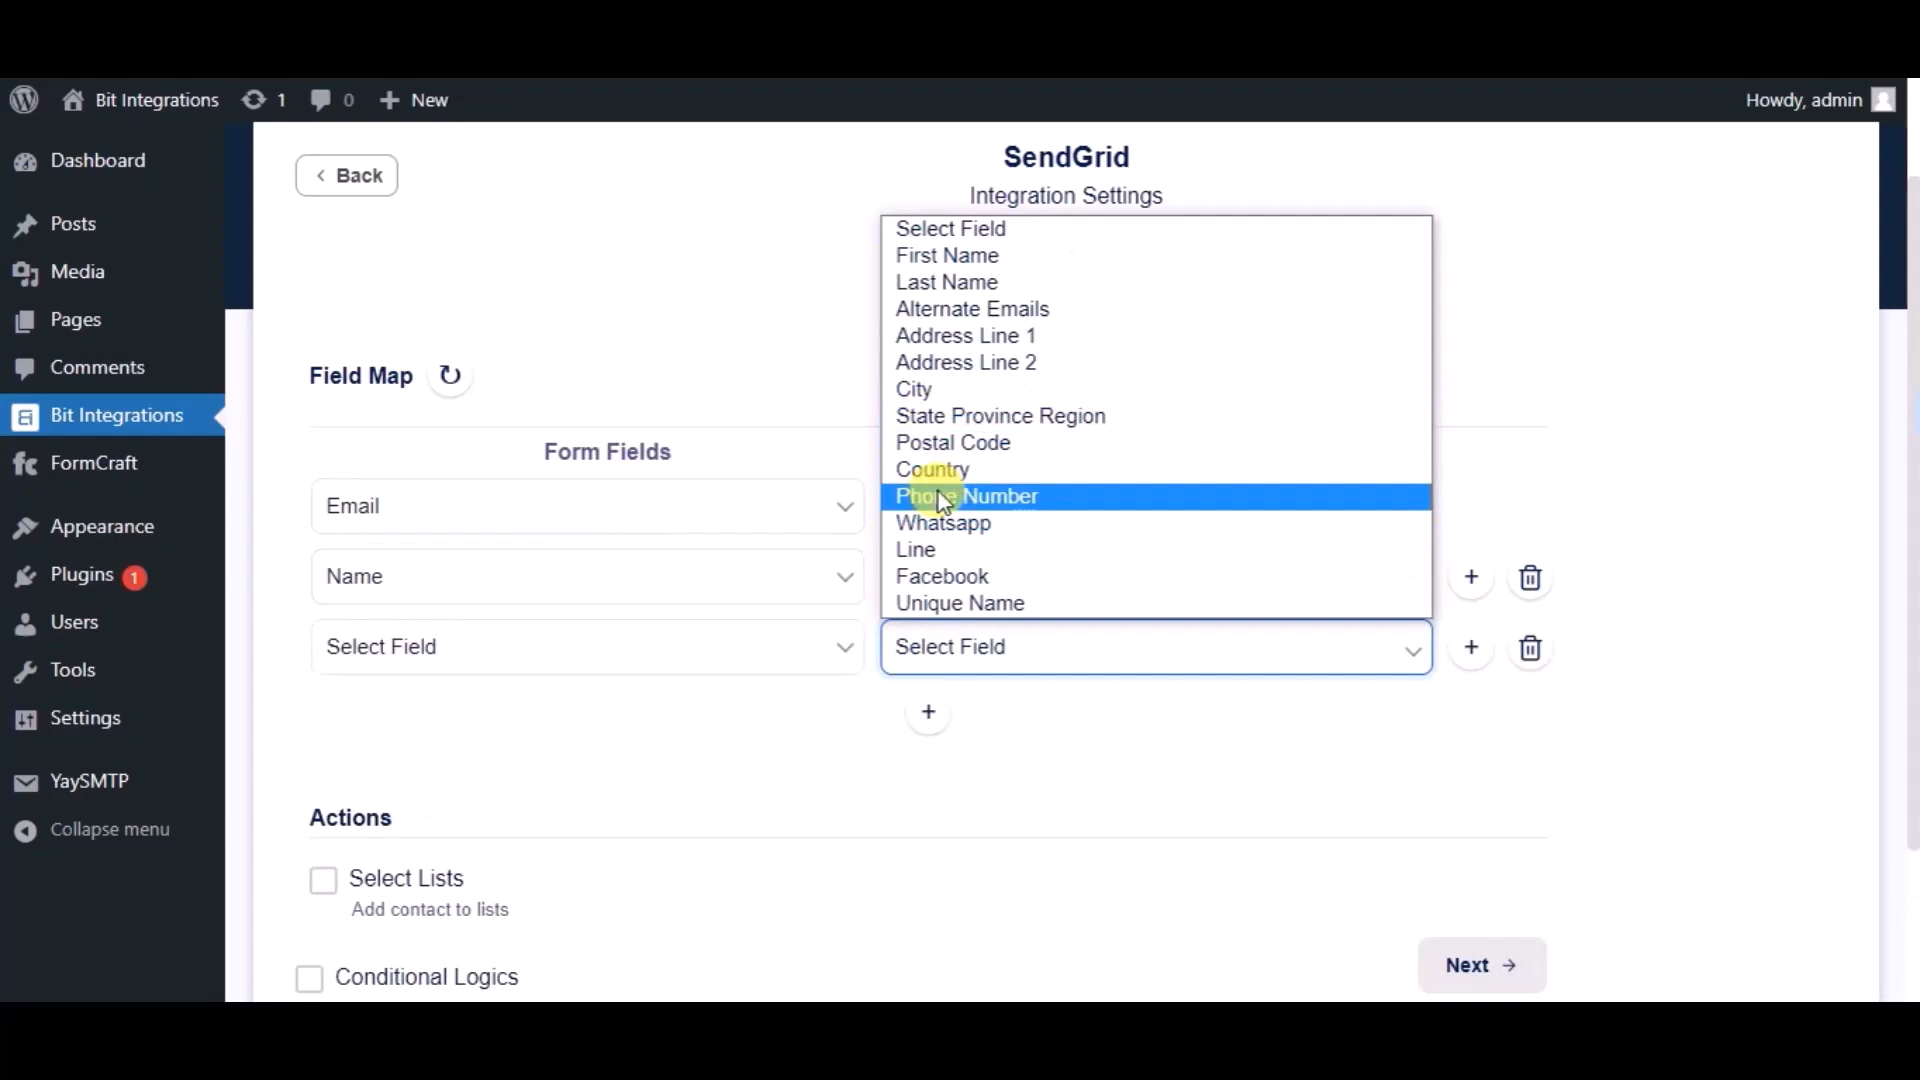 Bit Integrations 1 0 New Howdy, admin
Dashboard
Posts
Media
Pages
Comments
Bit Integrations
FormCraft
Appearance
Plugins 1
Users
Tools
Settings
YaySMTP
Collapse menu
Back
SendGrid
Integration Settings
Select Field
First Name
Last Name
Alternate Emails
Address Line 1
Address Line 2
City
State Province Region
Postal Code
Country
Phone Number
Whatsapp
Line
Facebook
Unique Name
Field Map
Form Fields
Email
Name
Select Field
Select Field
Actions
Select Lists
Add contact to lists
Conditional Logics
Next